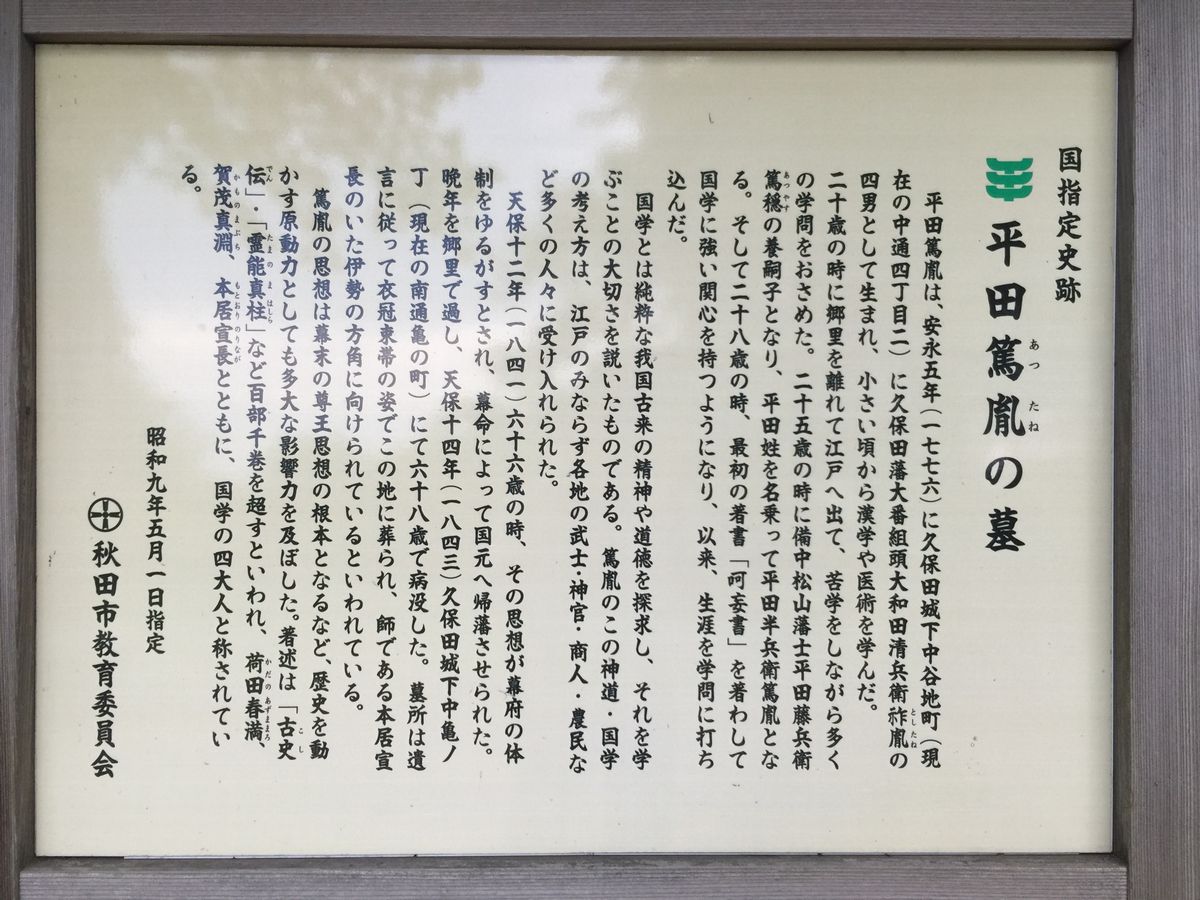 国指定史跡
平田篤胤の墓
平田篤胤は、安永五年(一七七六)に久保田城下中谷地町(現
在の中通四丁目二)に久保田藩大番組頭大和田清兵衛祚胤の
四男として生まれ、小さい頃から漢学や医術を学んだ。
二十歳の時に郷里を離れて江戸へ出て、苦学をしながら多く
の学問をおさめた。二十五歳の時に備中松山藩士平田藤兵衛
篤穏の養嗣子となり、平田姓を名乗って平田半兵衛篤胤とな
る。そして二十八歳の時、最初の著書「呵妄書」を著わして
国学に強い関心を持つようになり、以来、生涯を学問に打ち
込んだ。
国学とは純粋な我国古来の精神や道徳を探求し、それを学
ぶことの大切さを説いたものである。篤胤のこの神道・国学
の考え方は、江戸のみならず各地の武士・神官・商人・農民な
ど多くの人々に受け入れられた。
天保十二年(一八四一)六十六歳の時、その思想が幕府の体
制をゆるがすとされ、幕命によって国元へ帰藩させられた。
晩年を郷里で過し、天保十四年(一八四三)久保田城下中亀ノ
丁(現在の南通亀の町)にて六十八歳で病没した。墓所は遺
言に従って衣冠束帯の姿でこの地に葬られ、師である本居宣
長のいた伊勢の方角に向けられているといわれている。
篤胤の思想は幕末の尊王思想の根本となるなど、歴史を動
かす原動力としても多大な影響力を及ぼした。著述は「古史
伝」・「霊能真柱」など百部千巻を超すといわれ、荷田春満、
賀茂真淵、本居宣長とともに、国学の四大人と称されてい
る。
昭和九年五月一日指定
秋田市教育委員会